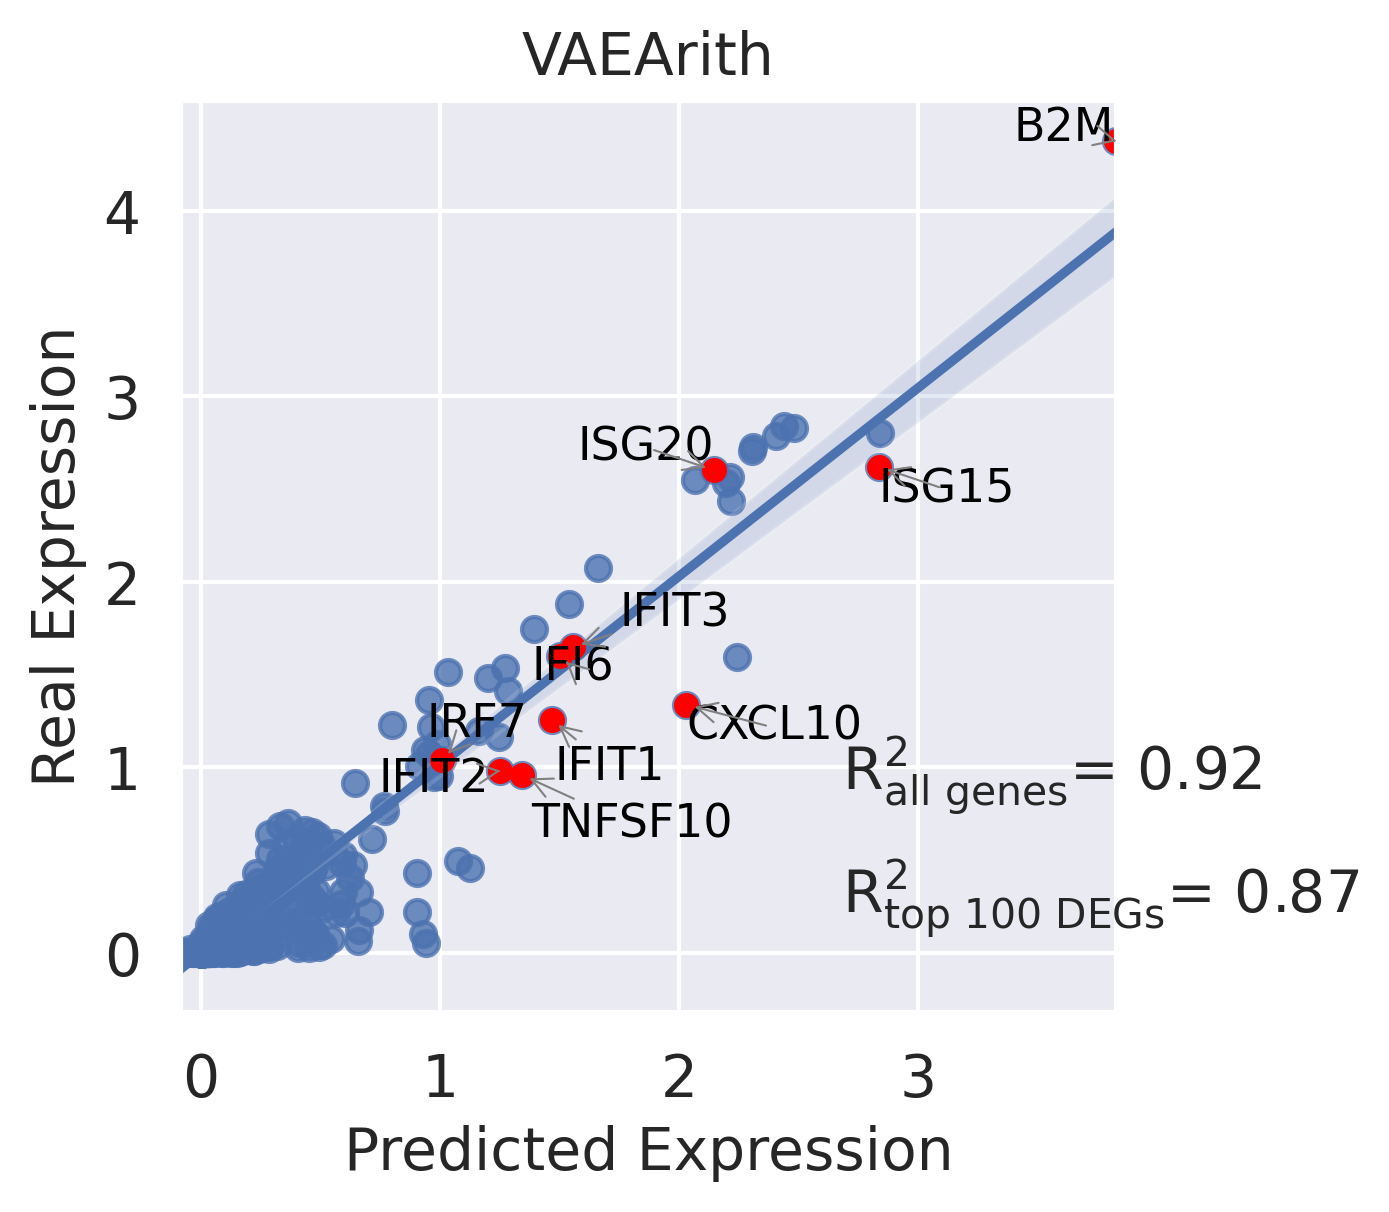 VAEArith
B2M
4
3
ISG20
ISG15
2
IFIT3
IFI6
IRF7
CXCL10
1
IFIT2
IFIT1
TNFSF10
R²all genes = 0.92
R²top 100 DEGs = 0.87
0
0 1 2 3
Predicted Expression
Real Expression